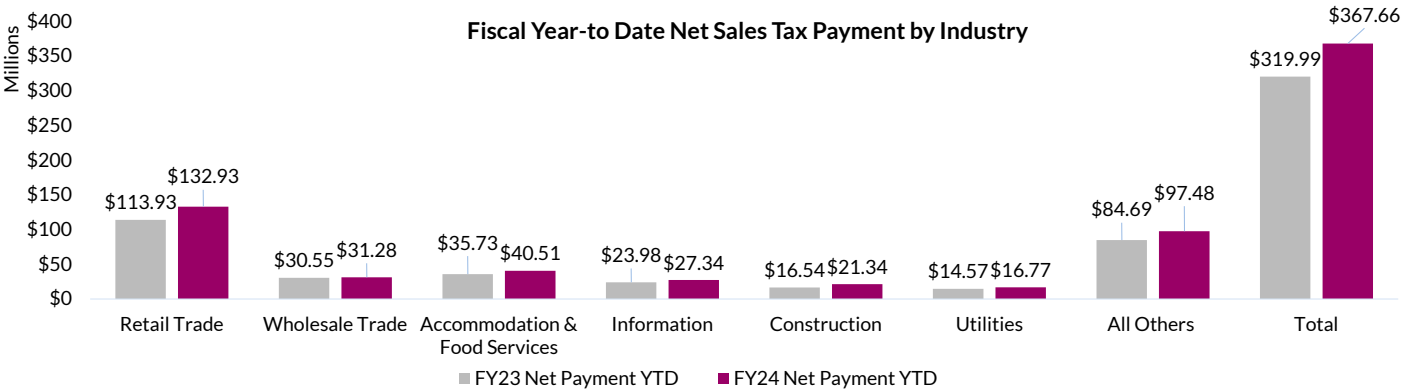 Fiscal Year-to Date Net Sales Tax Payment by Industry
Millions
$400
$350
$300
$250
$200
$150
$100
$50
$0
$113.93
$132.93
$30.55
$31.28
$35.73
$40.51
$23.98
$27.34
$16.54
$21.34
$14.57
$16.77
$84.69
$97.48
$319.99
$367.66
Retail Trade
Wholesale Trade
Accommodation &
Food Services
Information
Construction
Utilities
All Others
Total
FY23 Net Payment YTD
FY24 Net Payment YTD